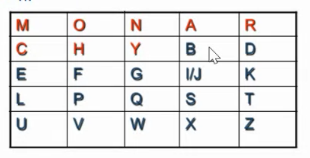 M O N A R
C H Y B D
E F G I/J K
L P Q S T
U V W X Z